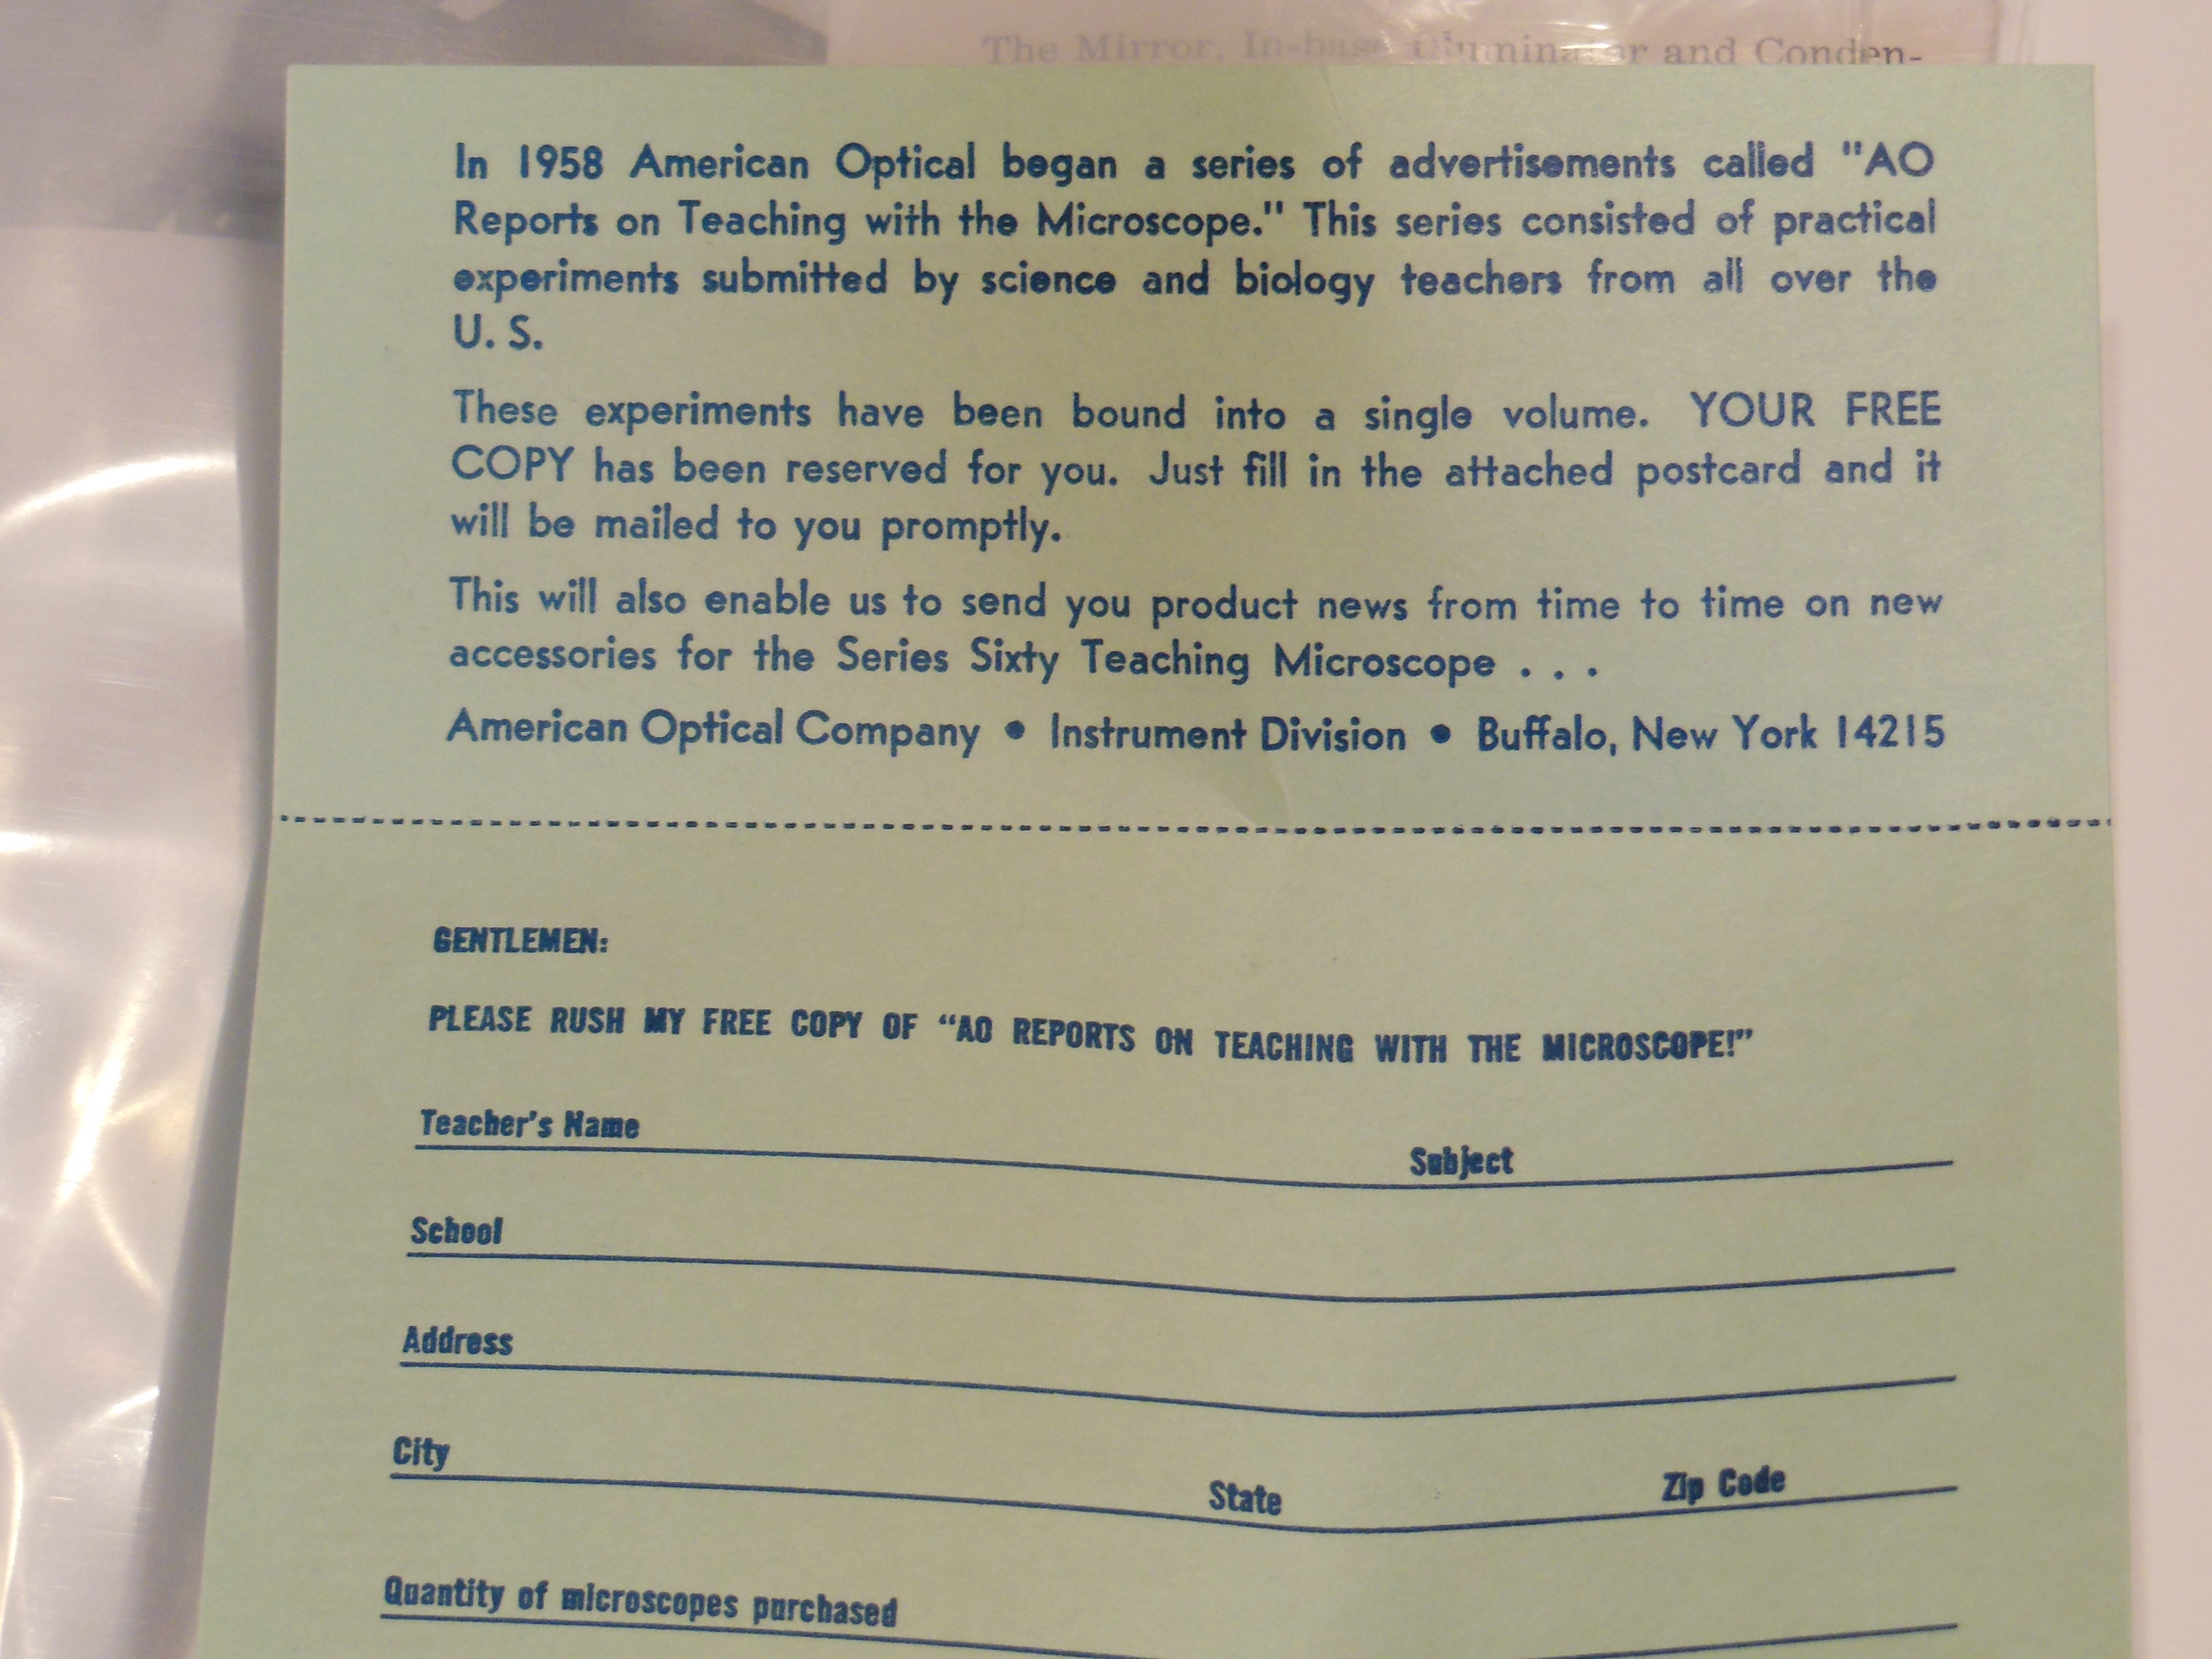 The Mirror, In-base Illuminator and Conden-
In 1958 American Optical began a series of advertisements called "AO
Reports on Teaching with the Microscope." This series consisted of practical
experiments submitted by science and biology teachers from all over the
U. S.
These experiments have been bound into a single volume. YOUR FREE
COPY has been reserved for you. Just fill in the attached postcard and it
will be mailed to you promptly.
This will also enable us to send you product news from time to time on new
accessories for the Series Sixty Teaching Microscope . . .
American Optical Company • Instrument Division • Buffalo, New York 14215
GENTLEMEN:
PLEASE RUSH MY FREE COPY OF “AO REPORTS ON TEACHING WITH THE MICROSCOPE!”
Teacher's Name Subject
School
Address
City State Zip Code
Quantity of microscopes purchased